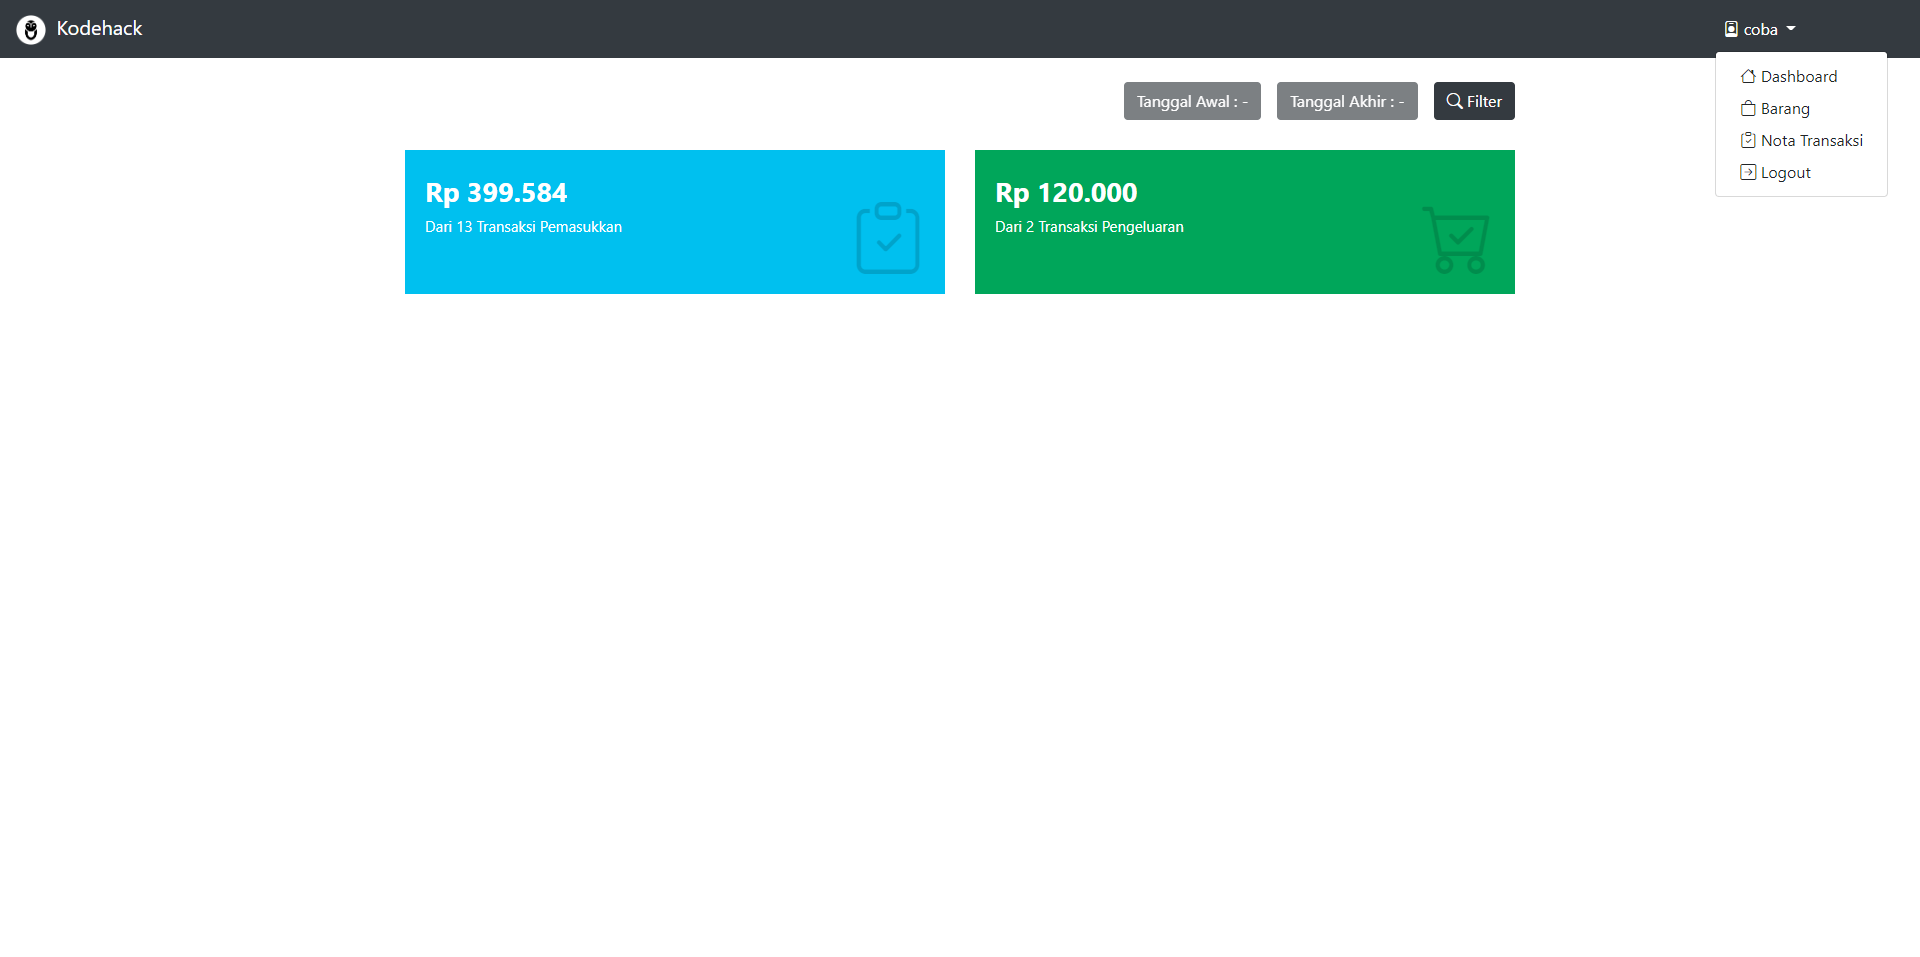 Kodehack
coba
Dashboard
Barang
Nota Transaksi
Logout
Tanggal Awal : -
Tanggal Akhir : -
Filter
Rp 399.584
Dari 13 Transaksi Pemasukkan
Rp 120.000
Dari 2 Transaksi Pengeluaran